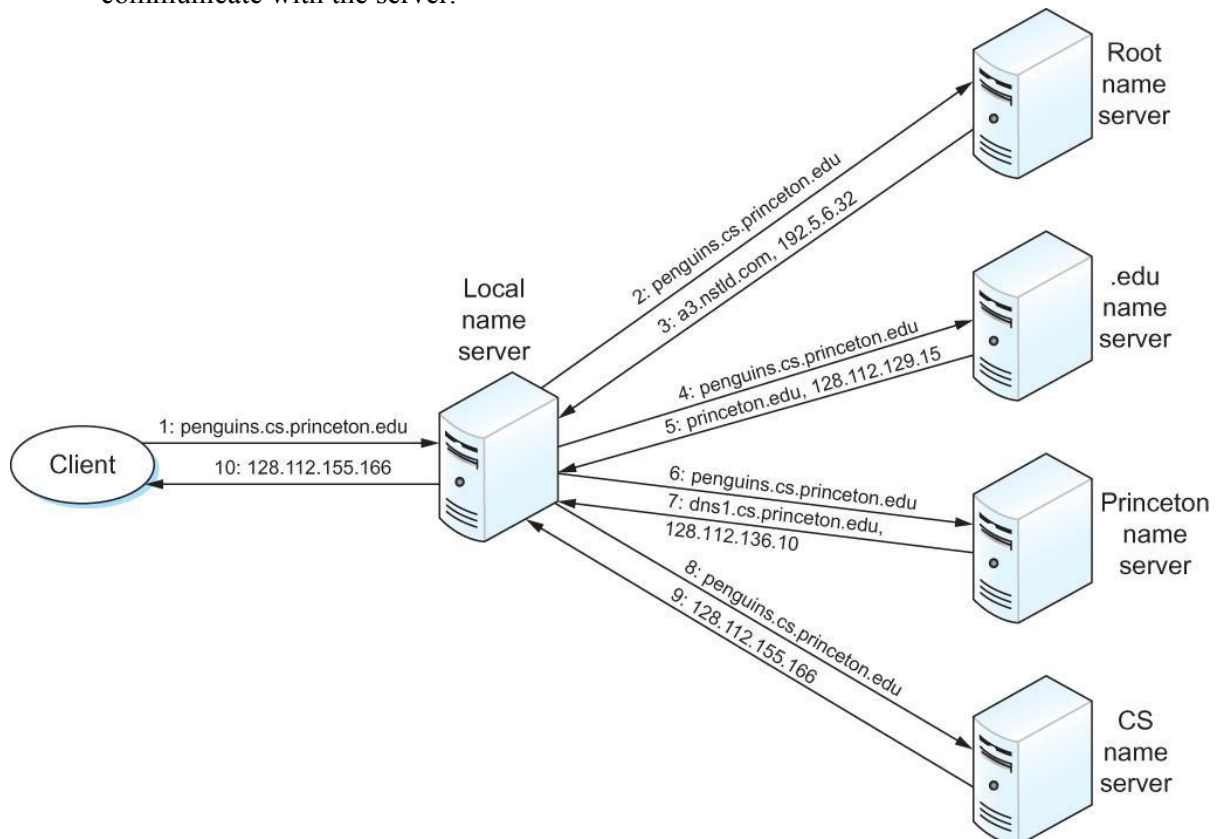 communicate with the server.
Root
name
server
2: penguins.cs.princeton.edu
3: a3.nstld.com, 192.5.6.32
.edu
name
server
Local
name
server
4: penguins.cs.princeton.edu
5: princeton.edu, 128.112.129.15
1: penguins.cs.princeton.edu
Client
10: 128.112.155.166
6: penguins.cs.princeton.edu
7: dns1.cs.princeton.edu,
128.112.136.10
Princeton
name
server
8: penguins.cs.princeton.edu
9: 128.112.155.166
CS
name
server